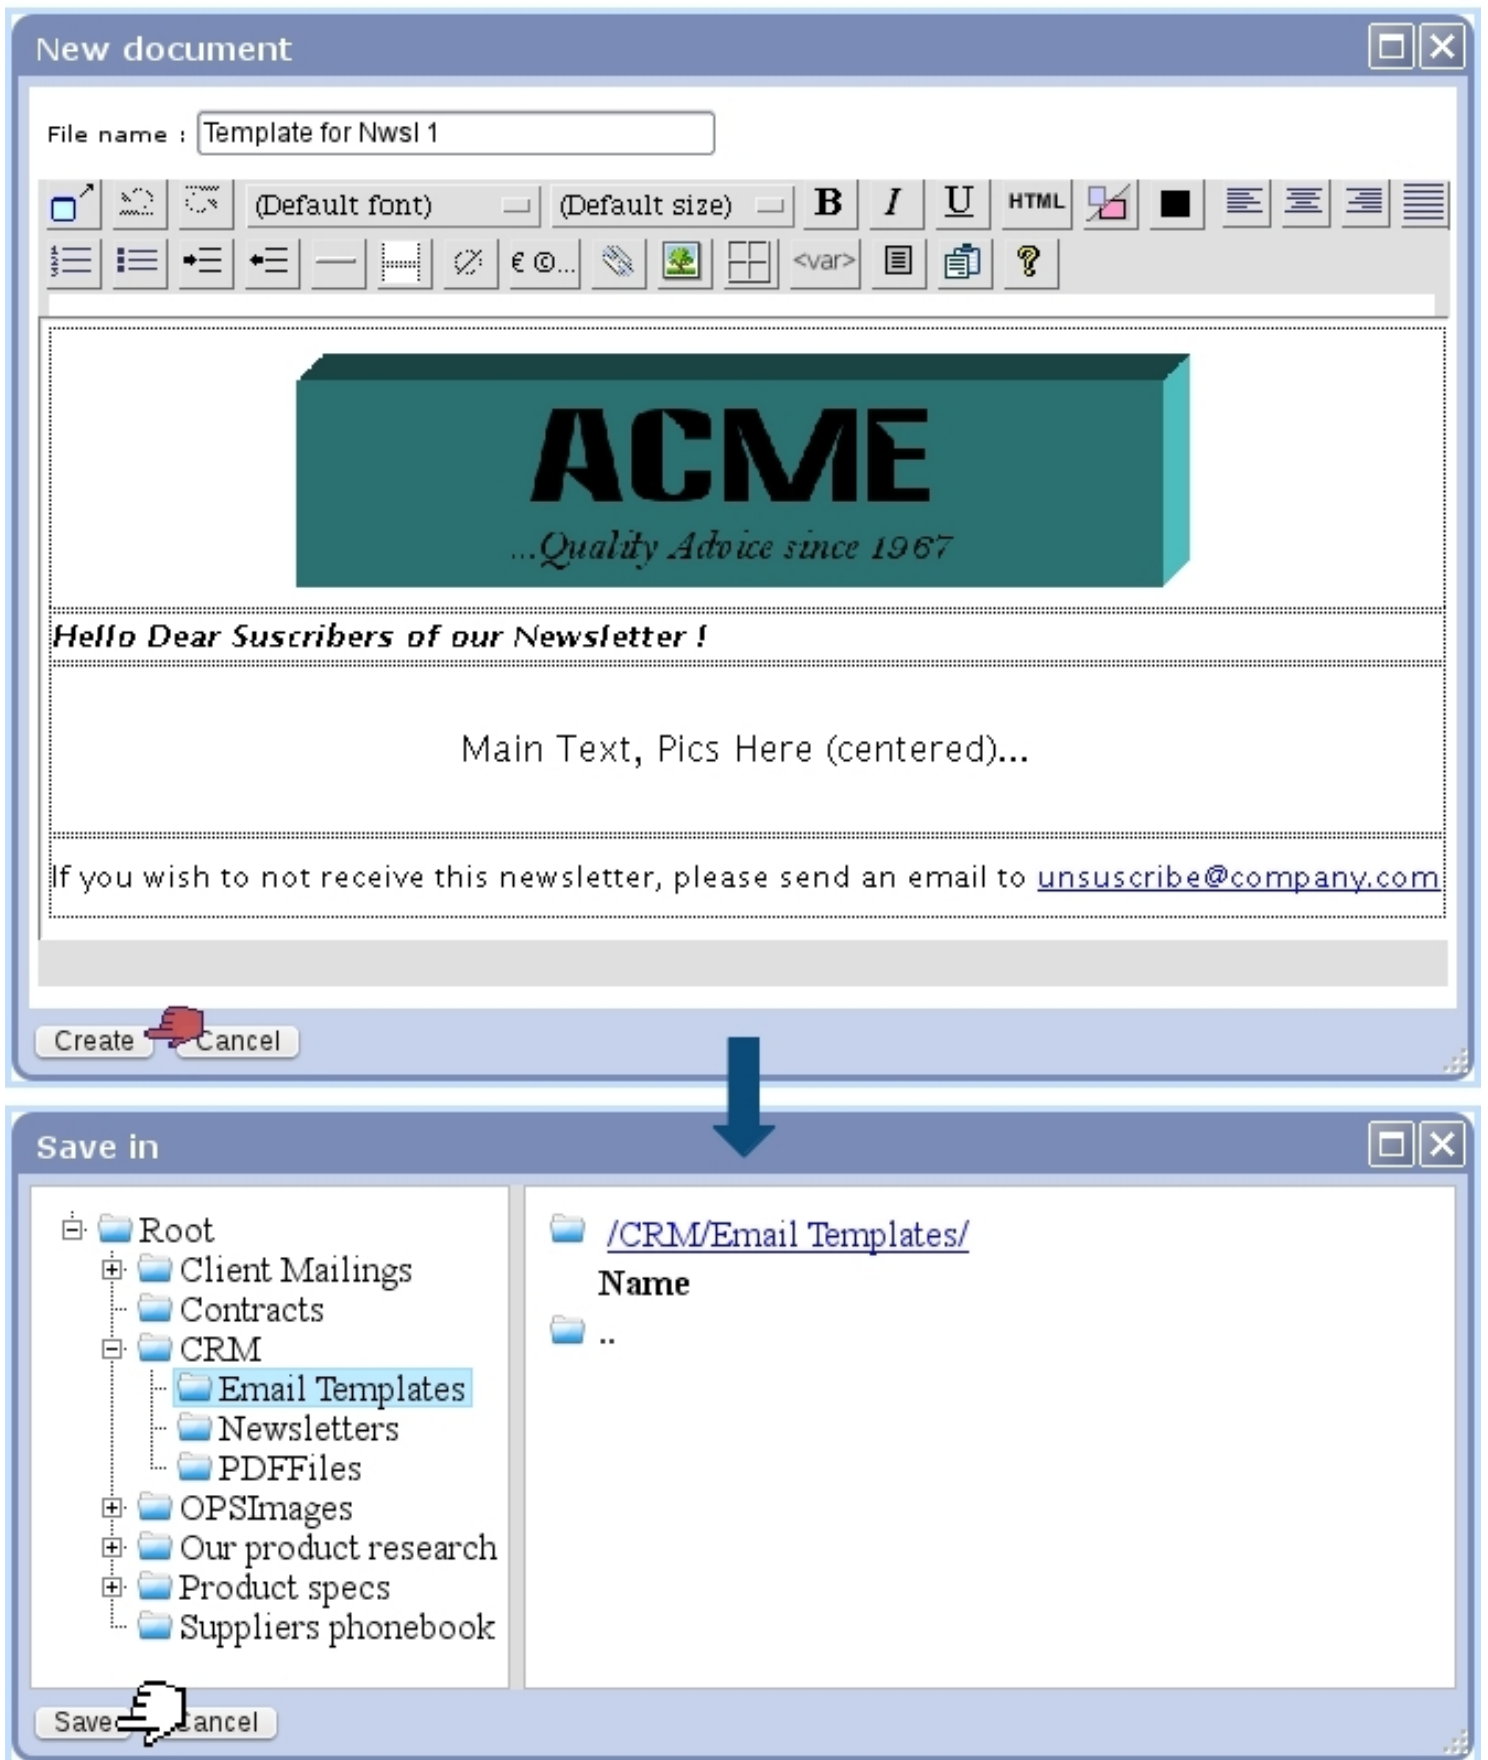 New document
File name : Template for Nwsl 1
(Default font) (Default size) B I U HTML
€ ©... <var> ?
ACME
...Quality Advice since 1967
Hello Dear Suscribers of our Newsletter !
Main Text, Pics Here (centered)...
If you wish to not receive this newsletter, please send an email to unsuscribe@company.com
Create Cancel
Save in
Root
Client Mailings
Contracts
CRM
Email Templates
Newsletters
PDFFiles
OPSImages
Our product research
Product specs
Suppliers phonebook
/CRM/Email Templates/
Name
..
Save Cancel